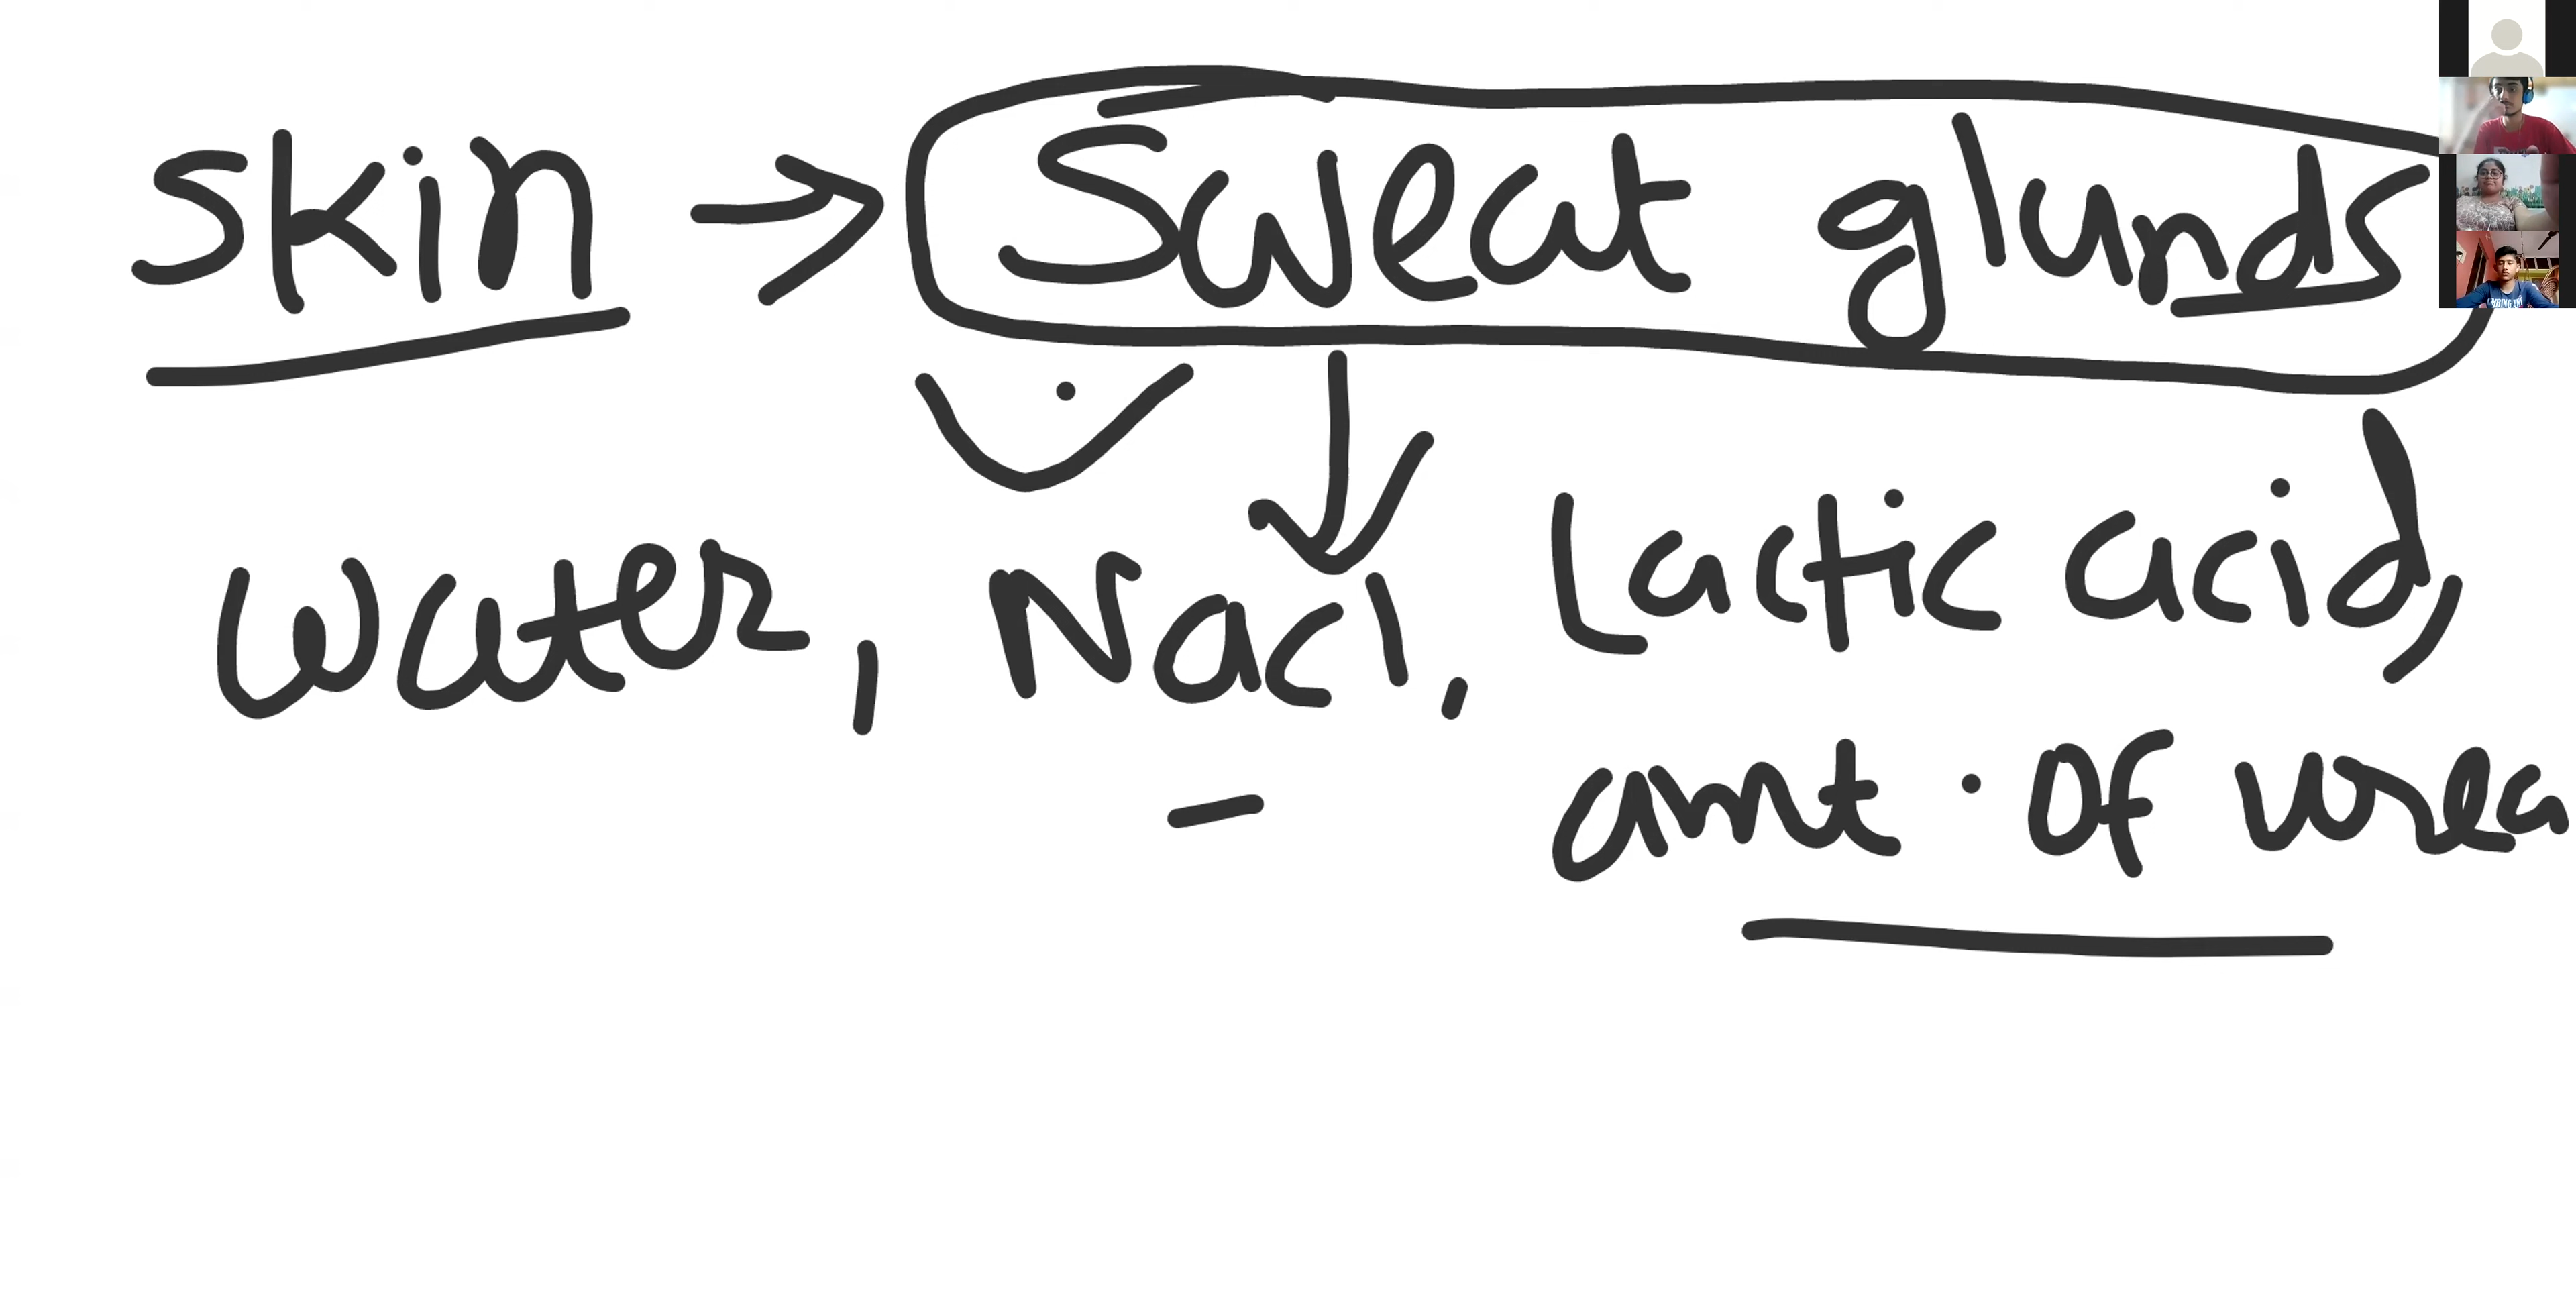 skin → Sweat glands
water, Nacl, Lactic acid,
amt. of urea